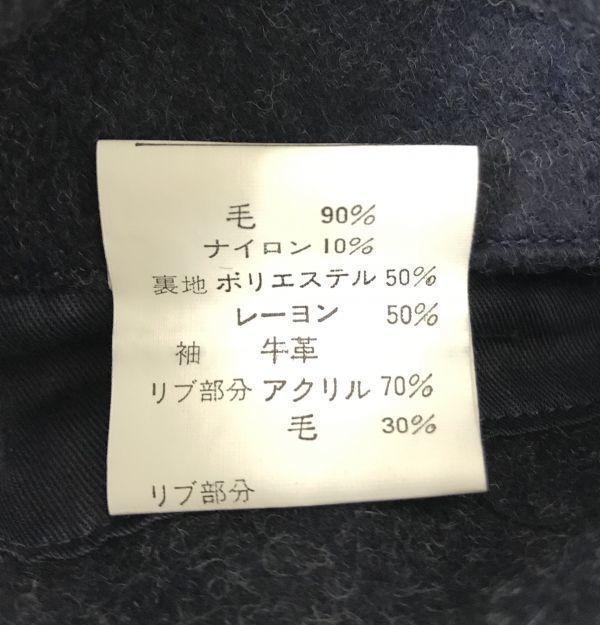 毛 90%
ナイロン 10%
裏地 ポリエステル 50%
レーヨン 50%
袖 牛革
リブ部分 アクリル 70%
毛 30%
リブ部分